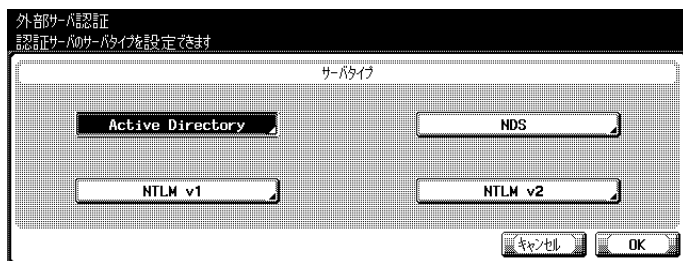 外部サーバ認証
認証サーバのサーバタイプを設定できます
サーバタイプ
Active Directory
NDS
NTLM v1
NTLM v2
キャンセル
OK